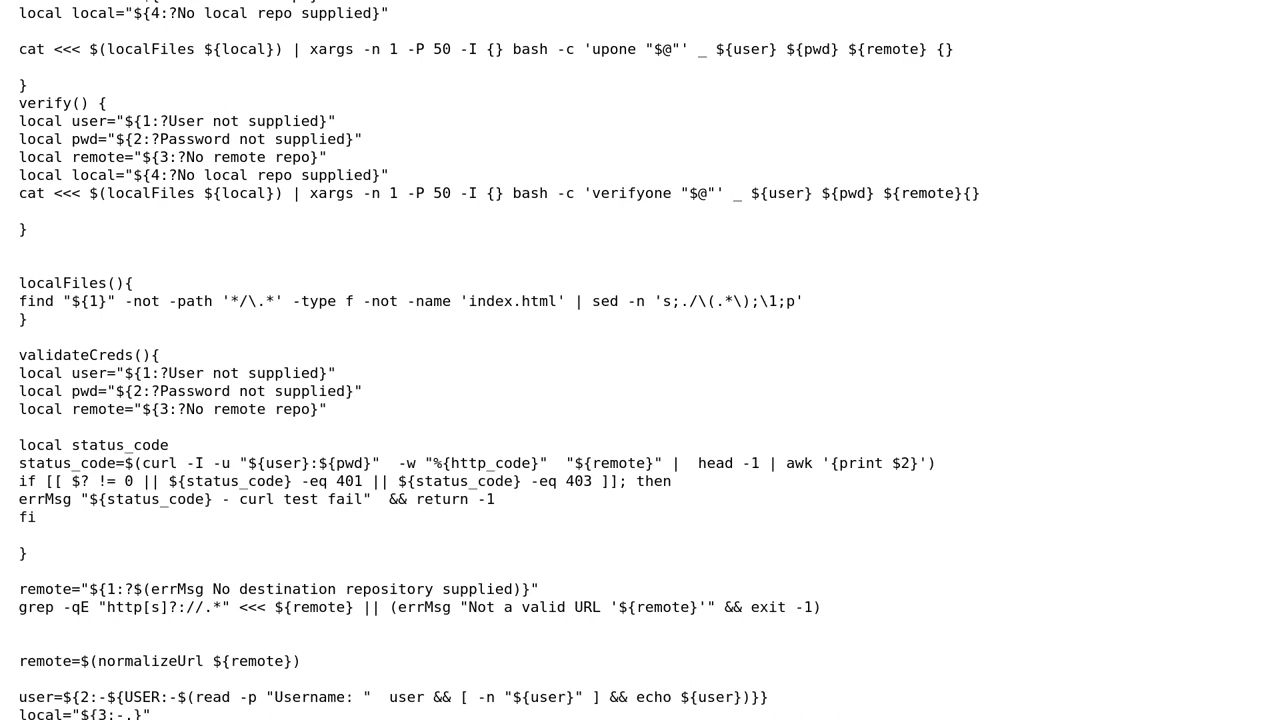 local local="${4:?No local repo supplied}"
cat <<< $(localFiles ${local}) | xargs -n 1 -P 50 -I {} bash -c 'upone "$@"' _ ${user} ${pwd} ${remote} {}
}
verify() {
local user="${1:?User not supplied}"
local pwd="${2:?Password not supplied}"
local remote="${3:?No remote repo}"
local local="${4:?No local repo supplied}"
cat <<< $(localFiles ${local}) | xargs -n 1 -P 50 -I {} bash -c 'verifyone "$@"' _ ${user} ${pwd} ${remote}{}
}
localFiles(){
find "${1}" -not -path '*/\.*' -type f -not -name 'index.html' | sed -n 's;./\(.*\);\1;p'
}
validateCreds(){
local user="${1:?User not supplied}"
local pwd="${2:?Password not supplied}"
local remote="${3:?No remote repo}"
local status_code
status_code=$(curl -I -u "${user}:${pwd}"  -w "%{http_code}"  "${remote}" |  head -1 | awk '{print $2}')
if [[ $? != 0 || ${status_code} -eq 401 || ${status_code} -eq 403 ]]; then
errMsg "${status_code} - curl test fail"  && return -1
fi
}
remote="${1:?$(errMsg No destination repository supplied)}"
grep -qE "http[s]?://.*" <<< ${remote} || (errMsg "Not a valid URL '${remote}'" && exit -1)
remote=$(normalizeUrl ${remote})
user=${2:-${USER:-$(read -p "Username: "  user && [ -n "${user}" ] && echo ${user})}}
local="${3:-.}"